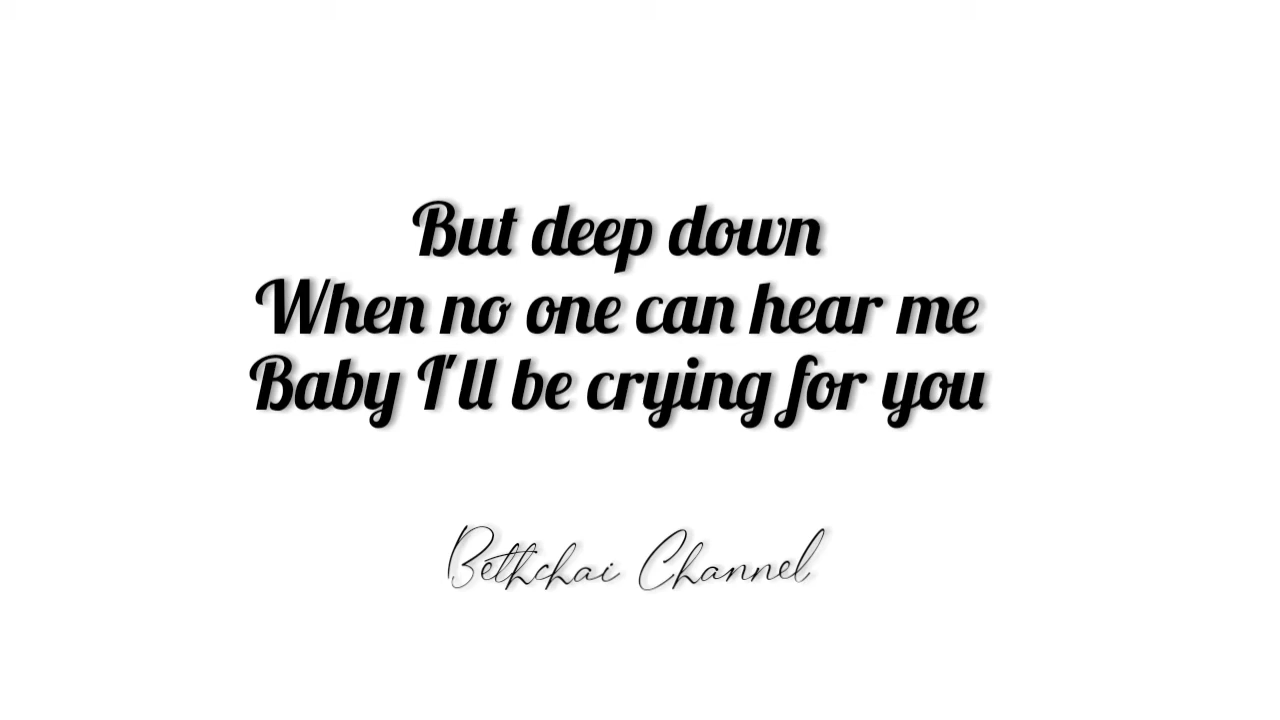 But deep down
When no one can hear me
Baby I'll be crying for you
Bethchai Channel